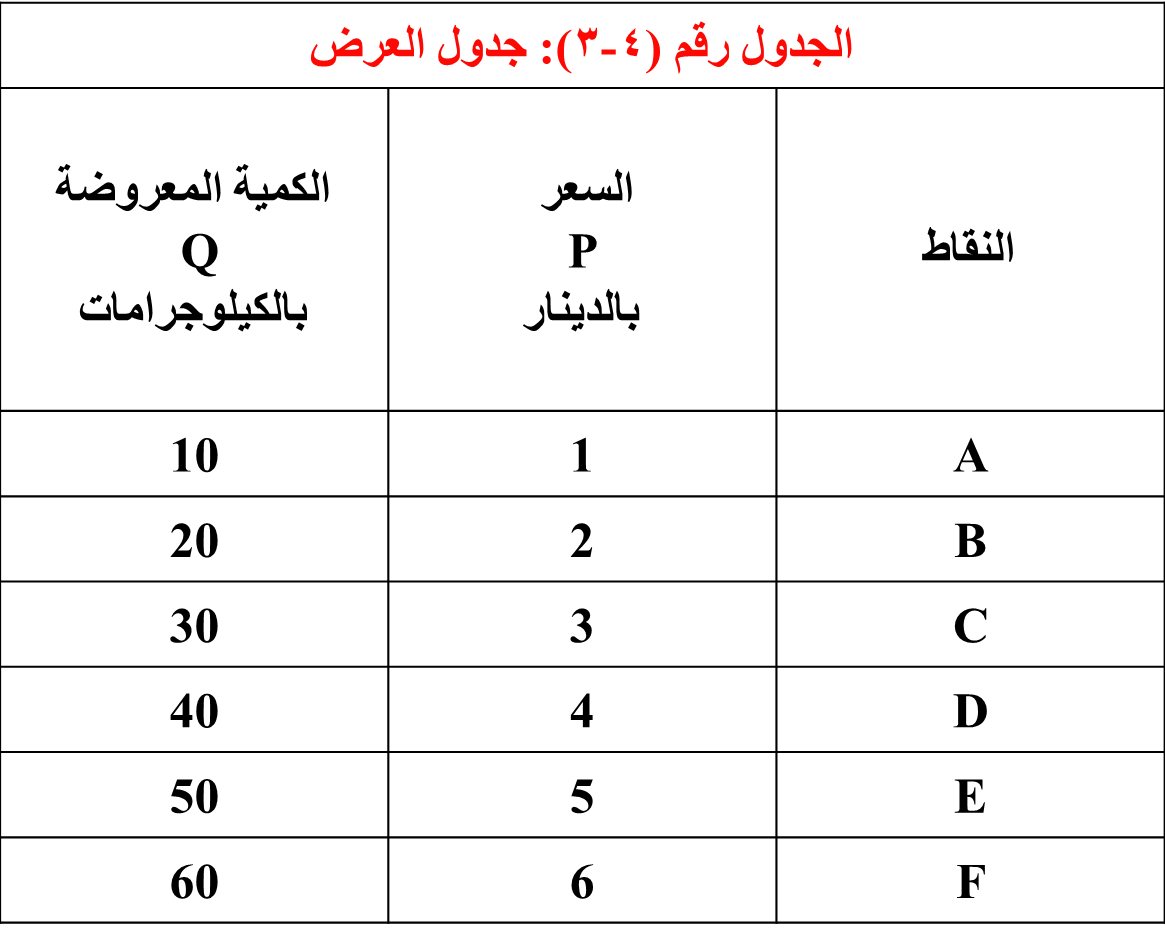 الجدول رقم (٤-٣): جدول العرض
النقاط
السعر
P
بالدينار
الكمية المعروضة
Q
بالكيلوجرامات
A 1 10
B 2 20
C 3 30
D 4 40
E 5 50
F 6 60